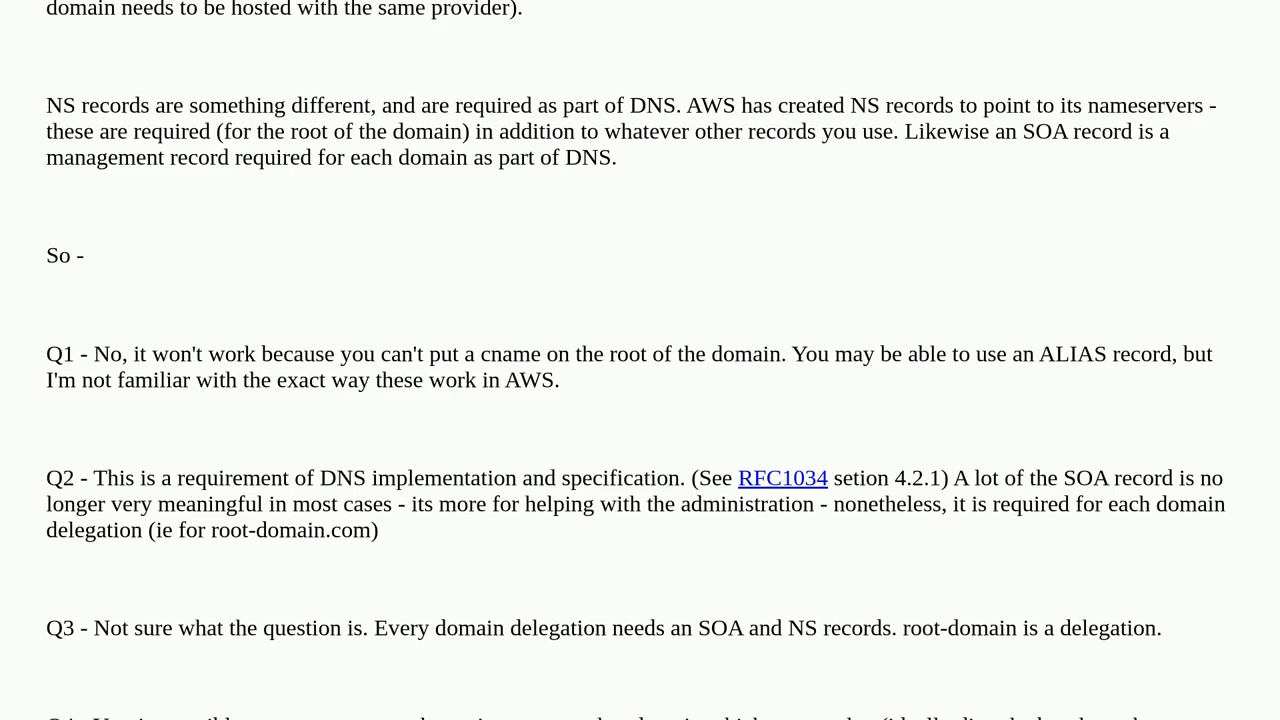 domain needs to be hosted with the same provider).
NS records are something different, and are required as part of DNS. AWS has created NS records to point to its nameservers -
these are required (for the root of the domain) in addition to whatever other records you use. Likewise an SOA record is a
management record required for each domain as part of DNS.
So -
Q1 - No, it won't work because you can't put a cname on the root of the domain. You may be able to use an ALIAS record, but
I'm not familiar with the exact way these work in AWS.
Q2 - This is a requirement of DNS implementation and specification. (See RFC1034 setion 4.2.1) A lot of the SOA record is no
longer very meaningful in most cases - its more for helping with the administration - nonetheless, it is required for each domain
delegation (ie for root-domain.com)
Q3 - Not sure what the question is. Every domain delegation needs an SOA and NS records. root-domain is a delegation.